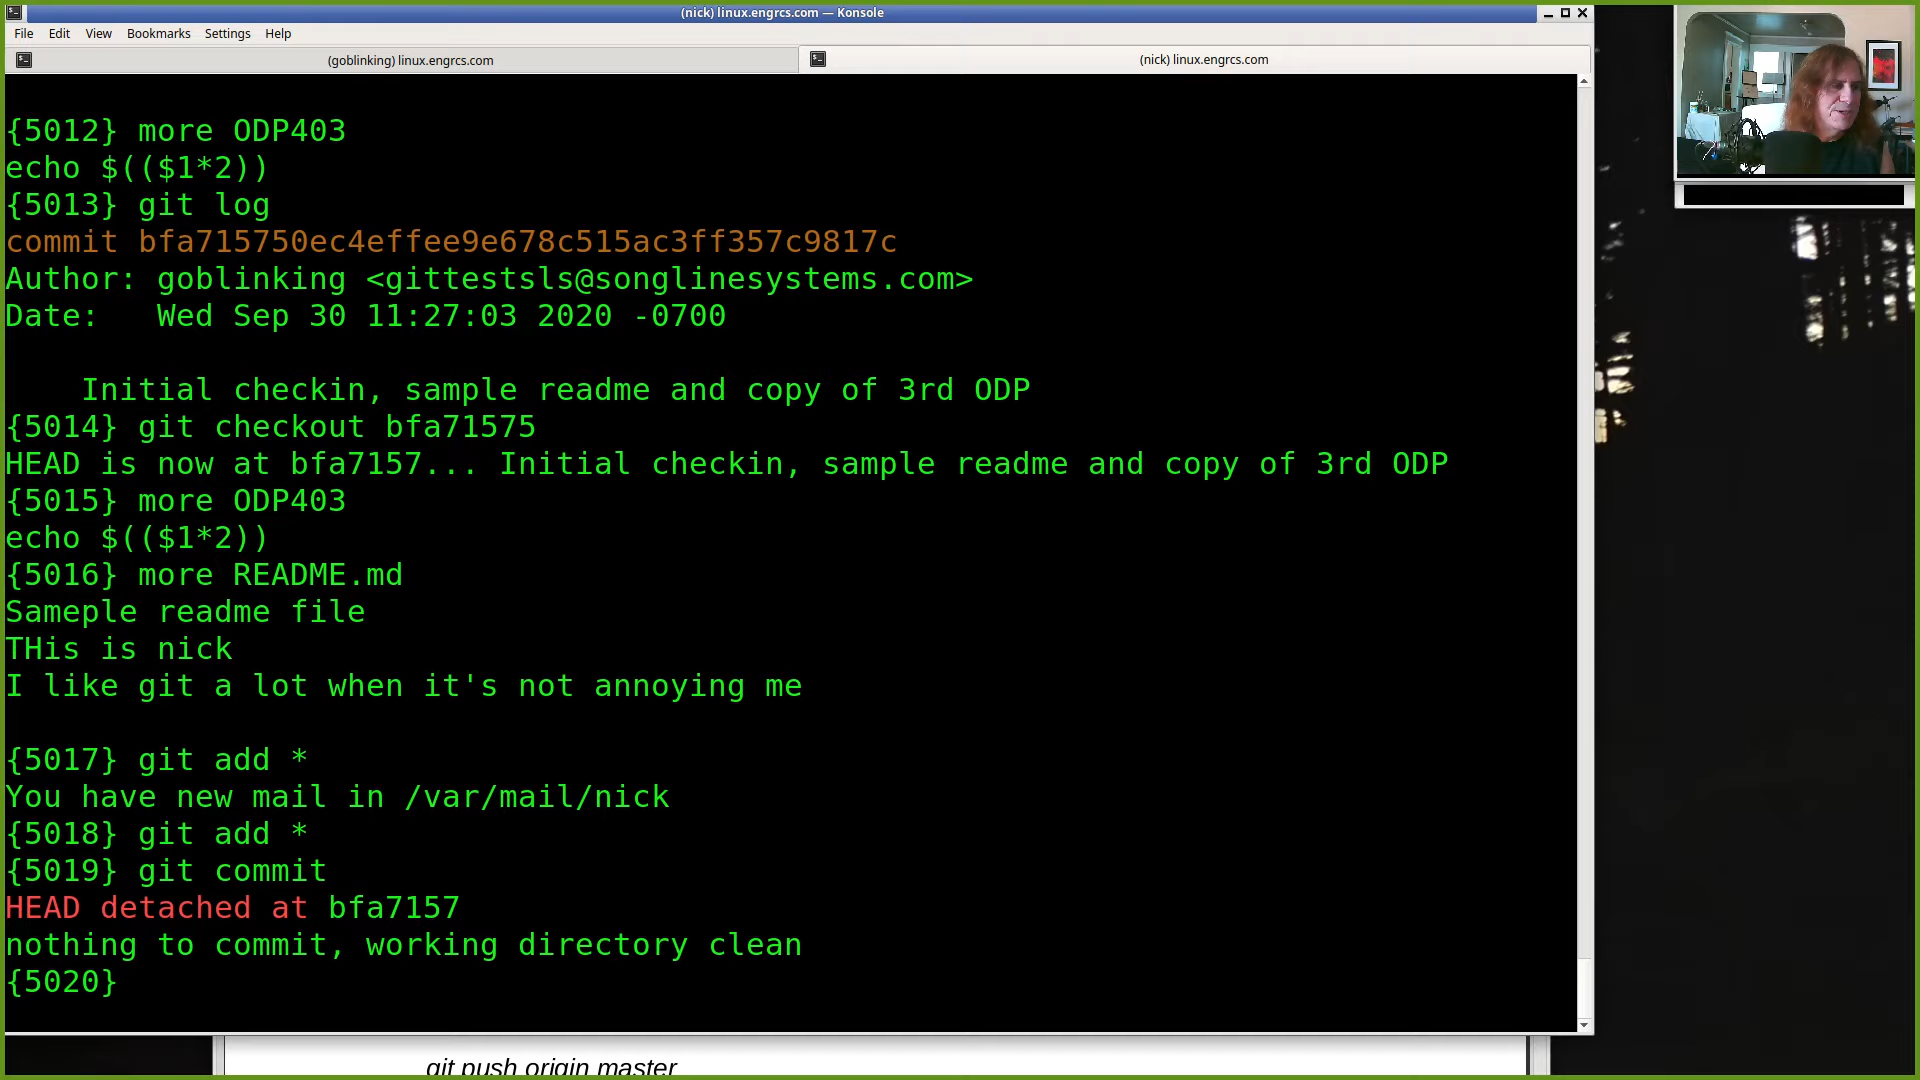 (nick) linux.engrcs.com — Konsole
File Edit View Bookmarks Settings Help
(goblinking) linux.engrcs.com
(nick) linux.engrcs.com
{5012} more ODP403
echo $(($1*2))
{5013} git log
commit bfa715750ec4effee9e678c515ac3ff357c9817c
Author: goblinking <gittestsls@songlinesystems.com>
Date:   Wed Sep 30 11:27:03 2020 -0700
Initial checkin, sample readme and copy of 3rd ODP
{5014} git checkout bfa71575
HEAD is now at bfa7157... Initial checkin, sample readme and copy of 3rd ODP
{5015} more ODP403
echo $(($1*2))
{5016} more README.md
Sameple readme file
THis is nick
I like git a lot when it's not annoying me
{5017} git add *
You have new mail in /var/mail/nick
{5018} git add *
{5019} git commit
HEAD detached at bfa7157
nothing to commit, working directory clean
{5020}
git push origin master